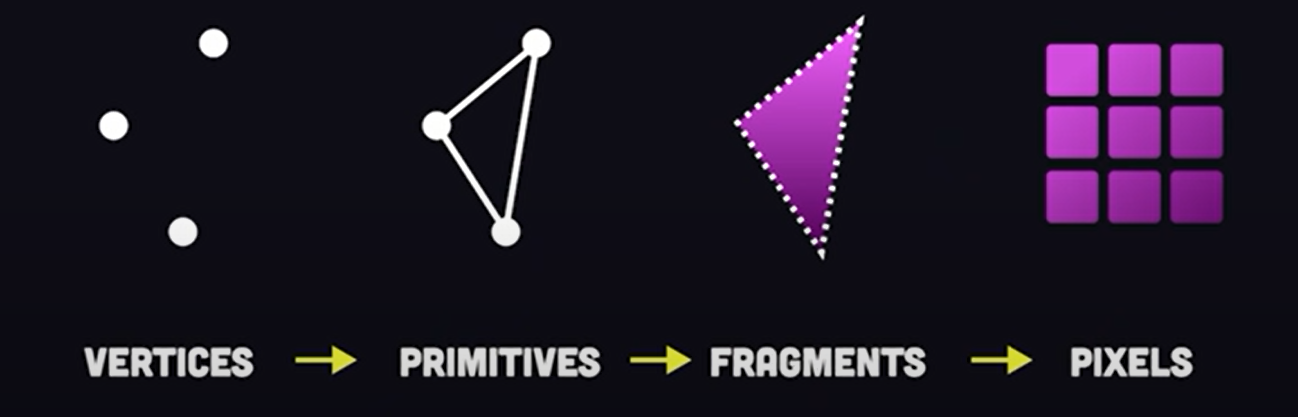 VERTICES → PRIMITIVES → FRAGMENTS → PIXELS